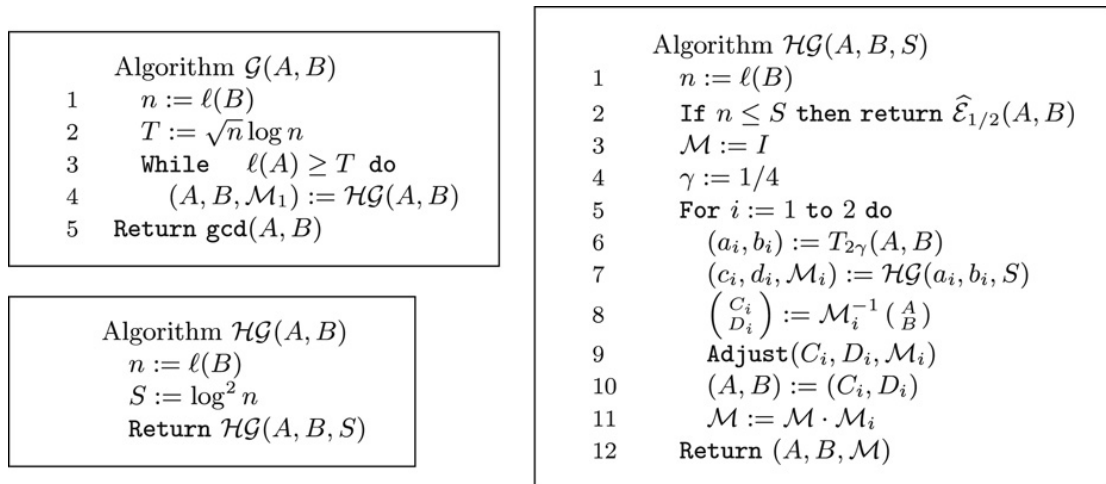 Algorithm 𝒢(A, B)
1 n := ℓ(B)
2 T := √n log n
3 While ℓ(A) ≥ T do
4 (A, B, ℳ₁) := ℋ𝒢(A, B)
5 Return gcd(A, B)
Algorithm ℋ𝒢(A, B)
n := ℓ(B)
S := log² n
Return ℋ𝒢(A, B, S)
Algorithm ℋ𝒢(A, B, S)
1 n := ℓ(B)
2 If n ≤ S then return ℰ̂₁/₂(A, B)
3 ℳ := I
4 γ := 1/4
5 For i := 1 to 2 do
6 (aᵢ, bᵢ) := T₂ᵧ(A, B)
7 (cᵢ, dᵢ, ℳᵢ) := ℋ𝒢(aᵢ, bᵢ, S)
8 (Cᵢ Dᵢ) := ℳᵢ⁻¹ (A B)
9 Adjust(Cᵢ, Dᵢ, ℳᵢ)
10 (A, B) := (Cᵢ, Dᵢ)
11 ℳ := ℳ · ℳᵢ
12 Return (A, B, ℳ)